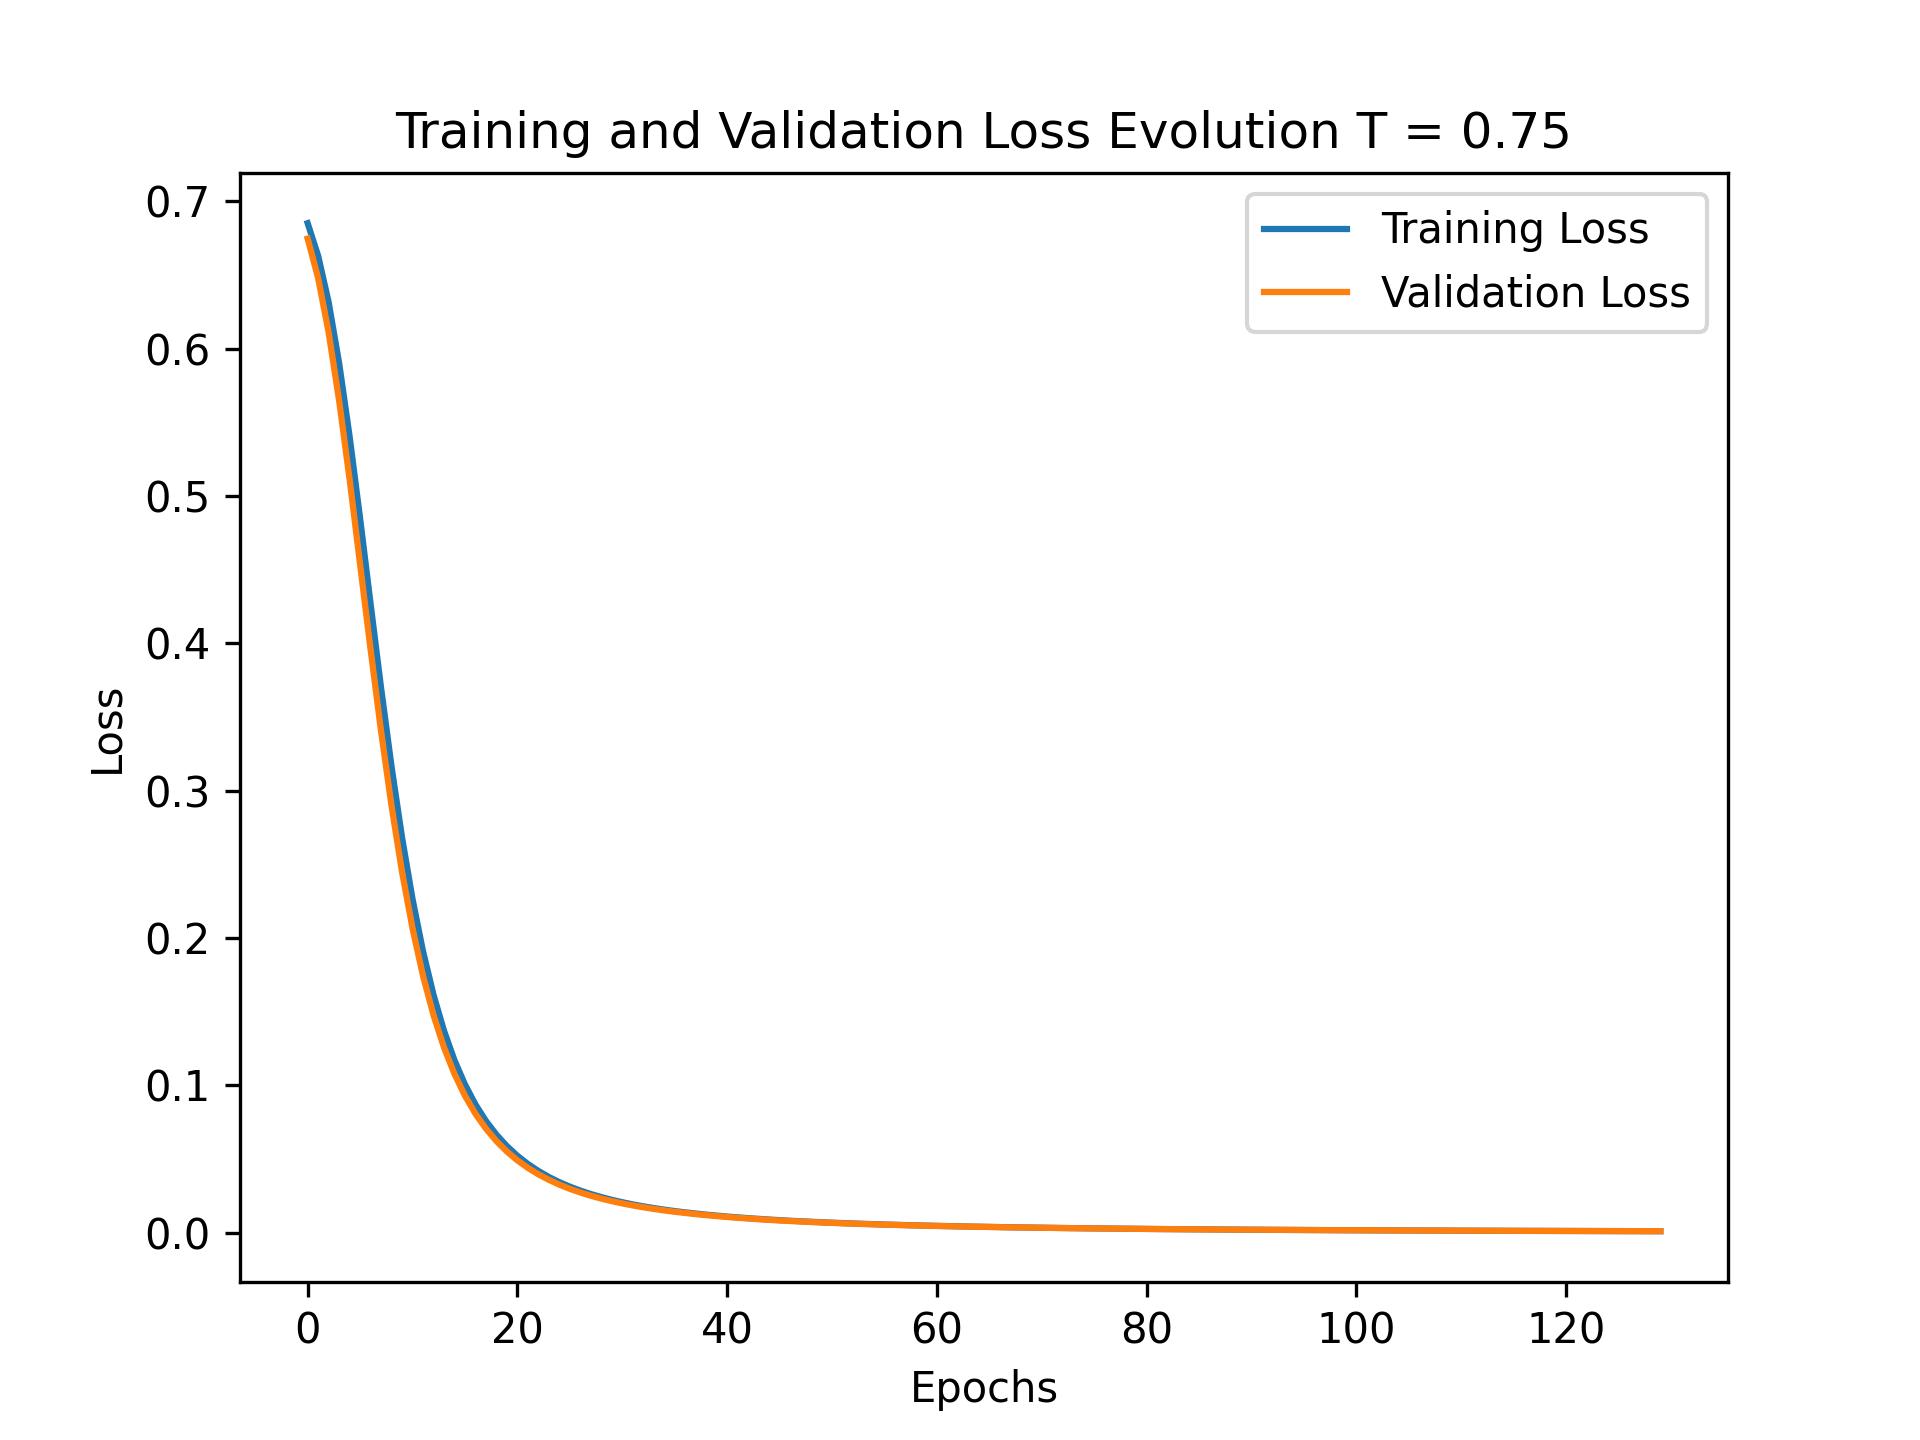 Training and Validation Loss Evolution T = 0.75
Training Loss
Validation Loss
0.7
0.6
0.5
0.4
0.3
0.2
0.1
0.0
Loss
0 20 40 60 80 100 120
Epochs